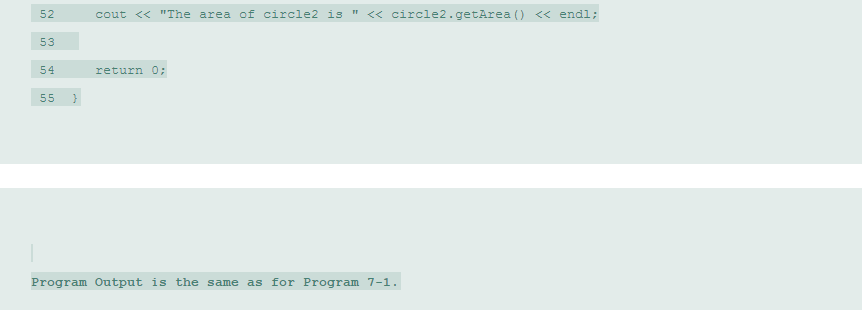 52     cout << "The area of circle2 is " << circle2.getArea() << endl;
53
54     return 0;
55  }
Program Output is the same as for Program 7-1.